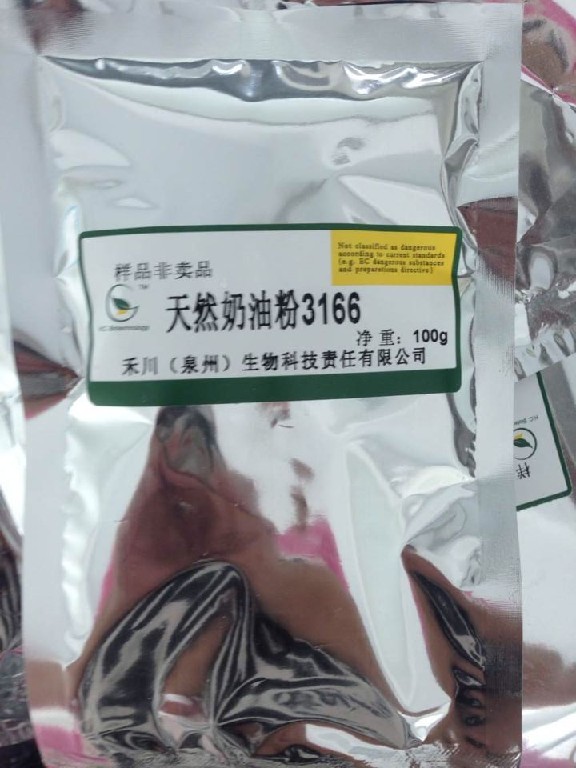 Not classified as dangerous
according to current standards
(e.g. EC dangerous substances
and preparations directive)
样品非卖品
TM
天然奶油粉3166
净重：100g
禾川（泉州）生物科技责任有限公司
样